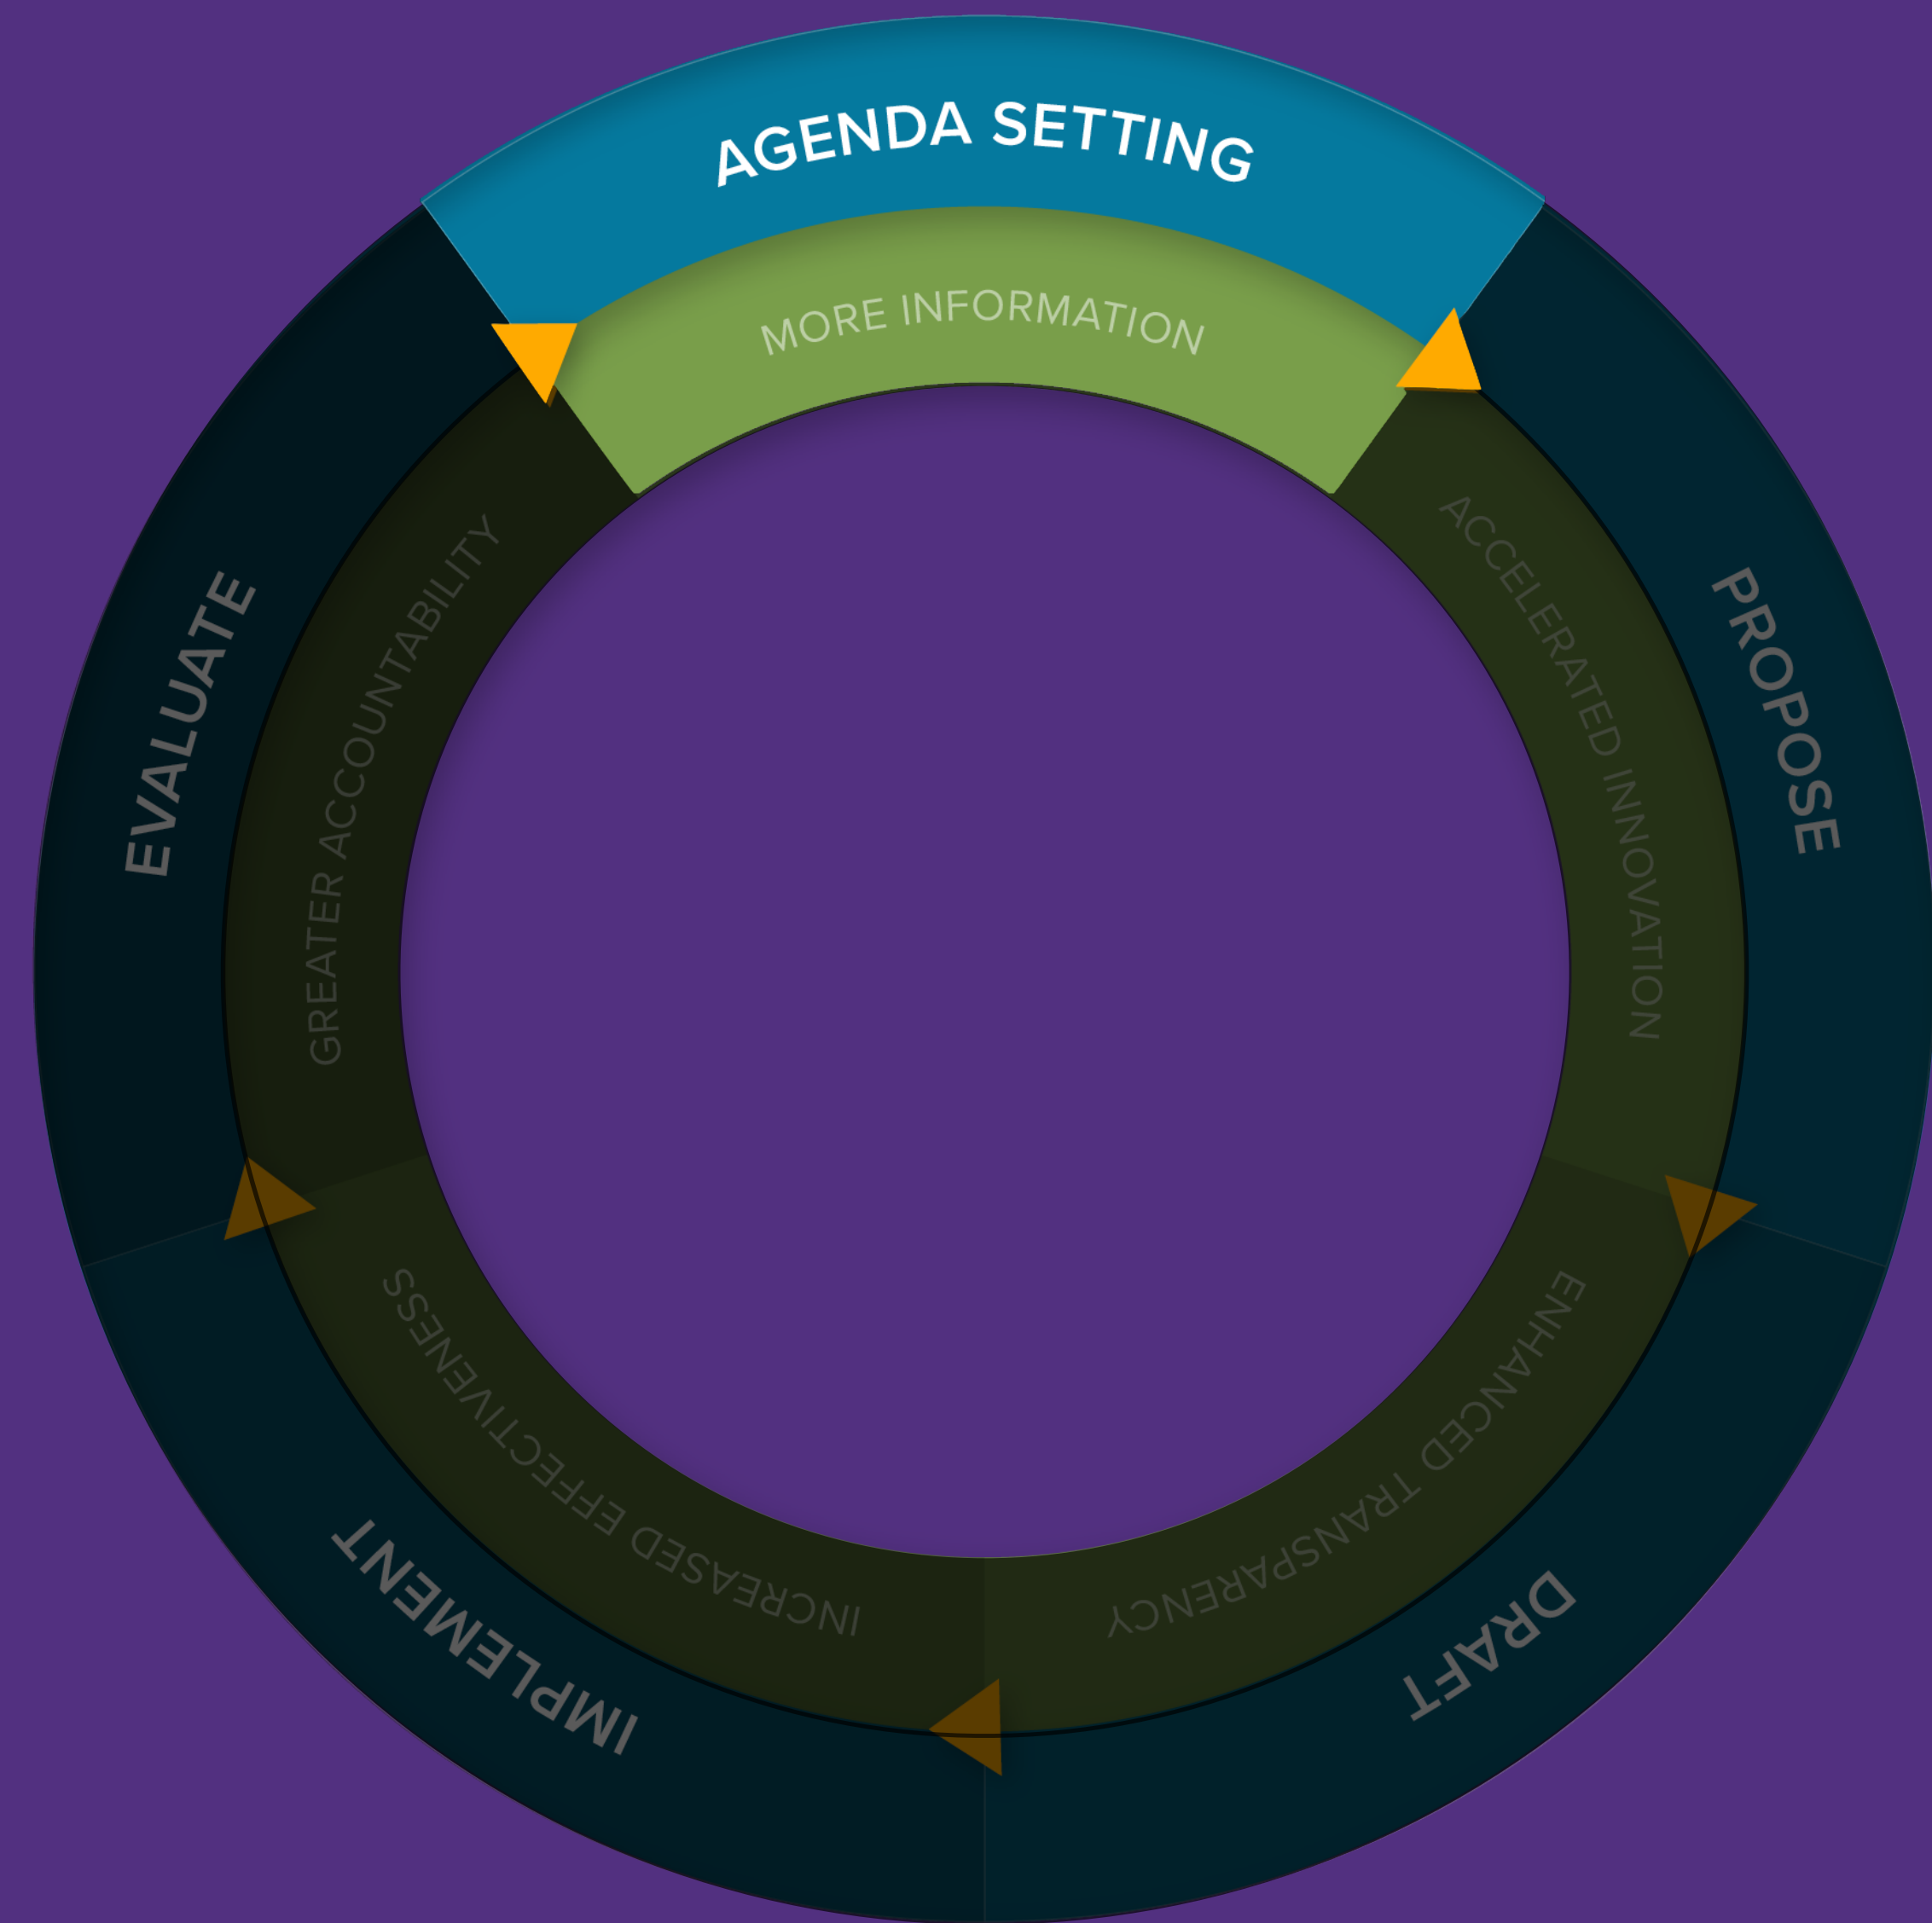 AGENDA SETTING
MORE INFORMATION
PROPOSE
ACCELERATED INNOVATION
DRAFT
ENHANCED TRANSPARENCY
IMPLEMENT
INCREASED EFFECTIVENESS
EVALUATE
GREATER ACCOUNTABILITY